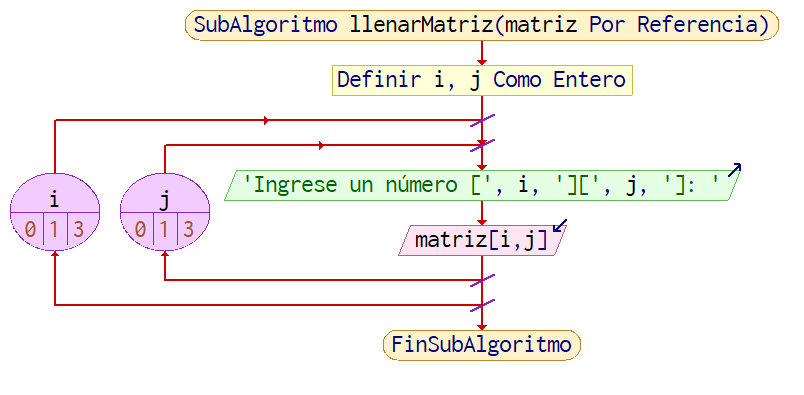 SubAlgoritmo llenarMatriz(matriz Por Referencia)
Definir i, j Como Entero
i
0 1 3
j
0 1 3
'Ingrese un número [', i, '][', j, ']: '
matriz[i,j]
FinSubAlgoritmo